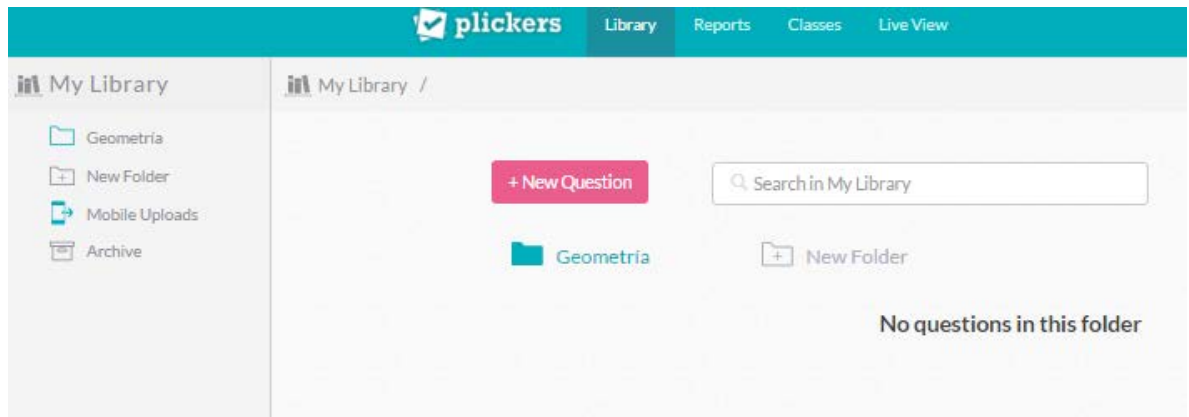 plickers Library Reports Classes Live View
My Library
Geometría
New Folder
Mobile Uploads
Archive
My Library /
+ New Question Search in My Library
Geometría New Folder
No questions in this folder